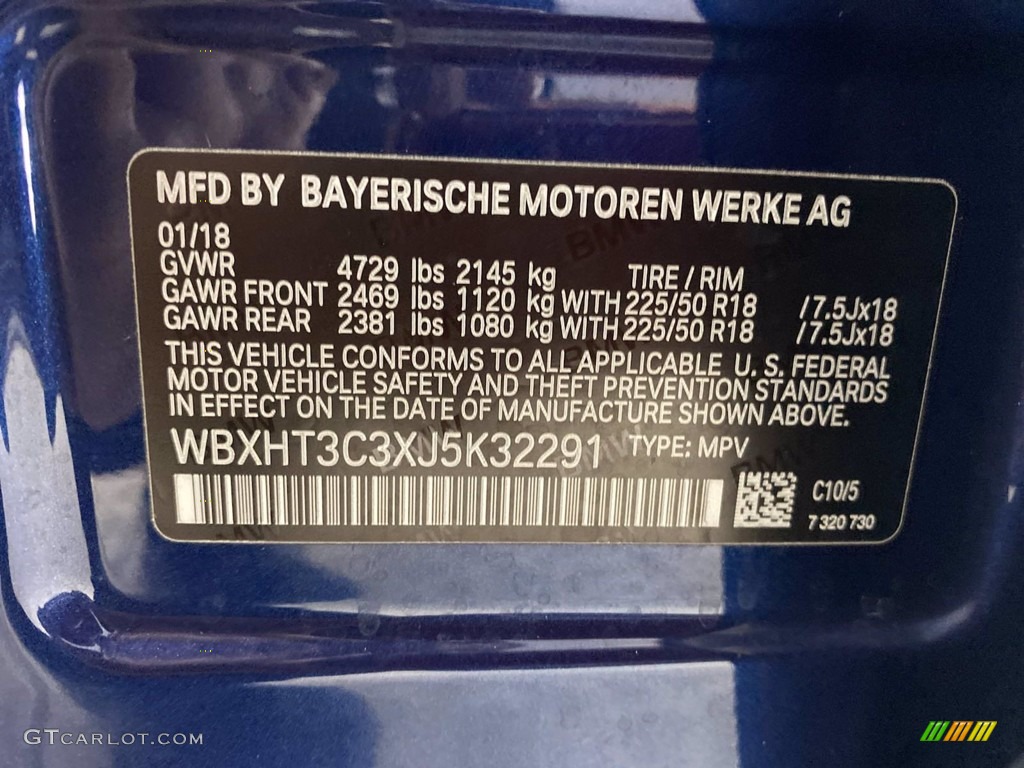 MFD BY BAYERISCHE MOTOREN WERKE AG
01/18
GVWR 4729 lbs 2145 kg TIRE / RIM
GAWR FRONT 2469 lbs 1120 kg WITH 225/50 R18 /7.5Jx18
GAWR REAR 2381 lbs 1080 kg WITH 225/50 R18 /7.5Jx18
THIS VEHICLE CONFORMS TO ALL APPLICABLE U. S. FEDERAL
MOTOR VEHICLE SAFETY AND THEFT PREVENTION STANDARDS
IN EFFECT ON THE DATE OF MANUFACTURE SHOWN ABOVE.
WBXHT3C3XJ5K32291 TYPE: MPV
C10/5
7 320 730
GTCARLOT.COM